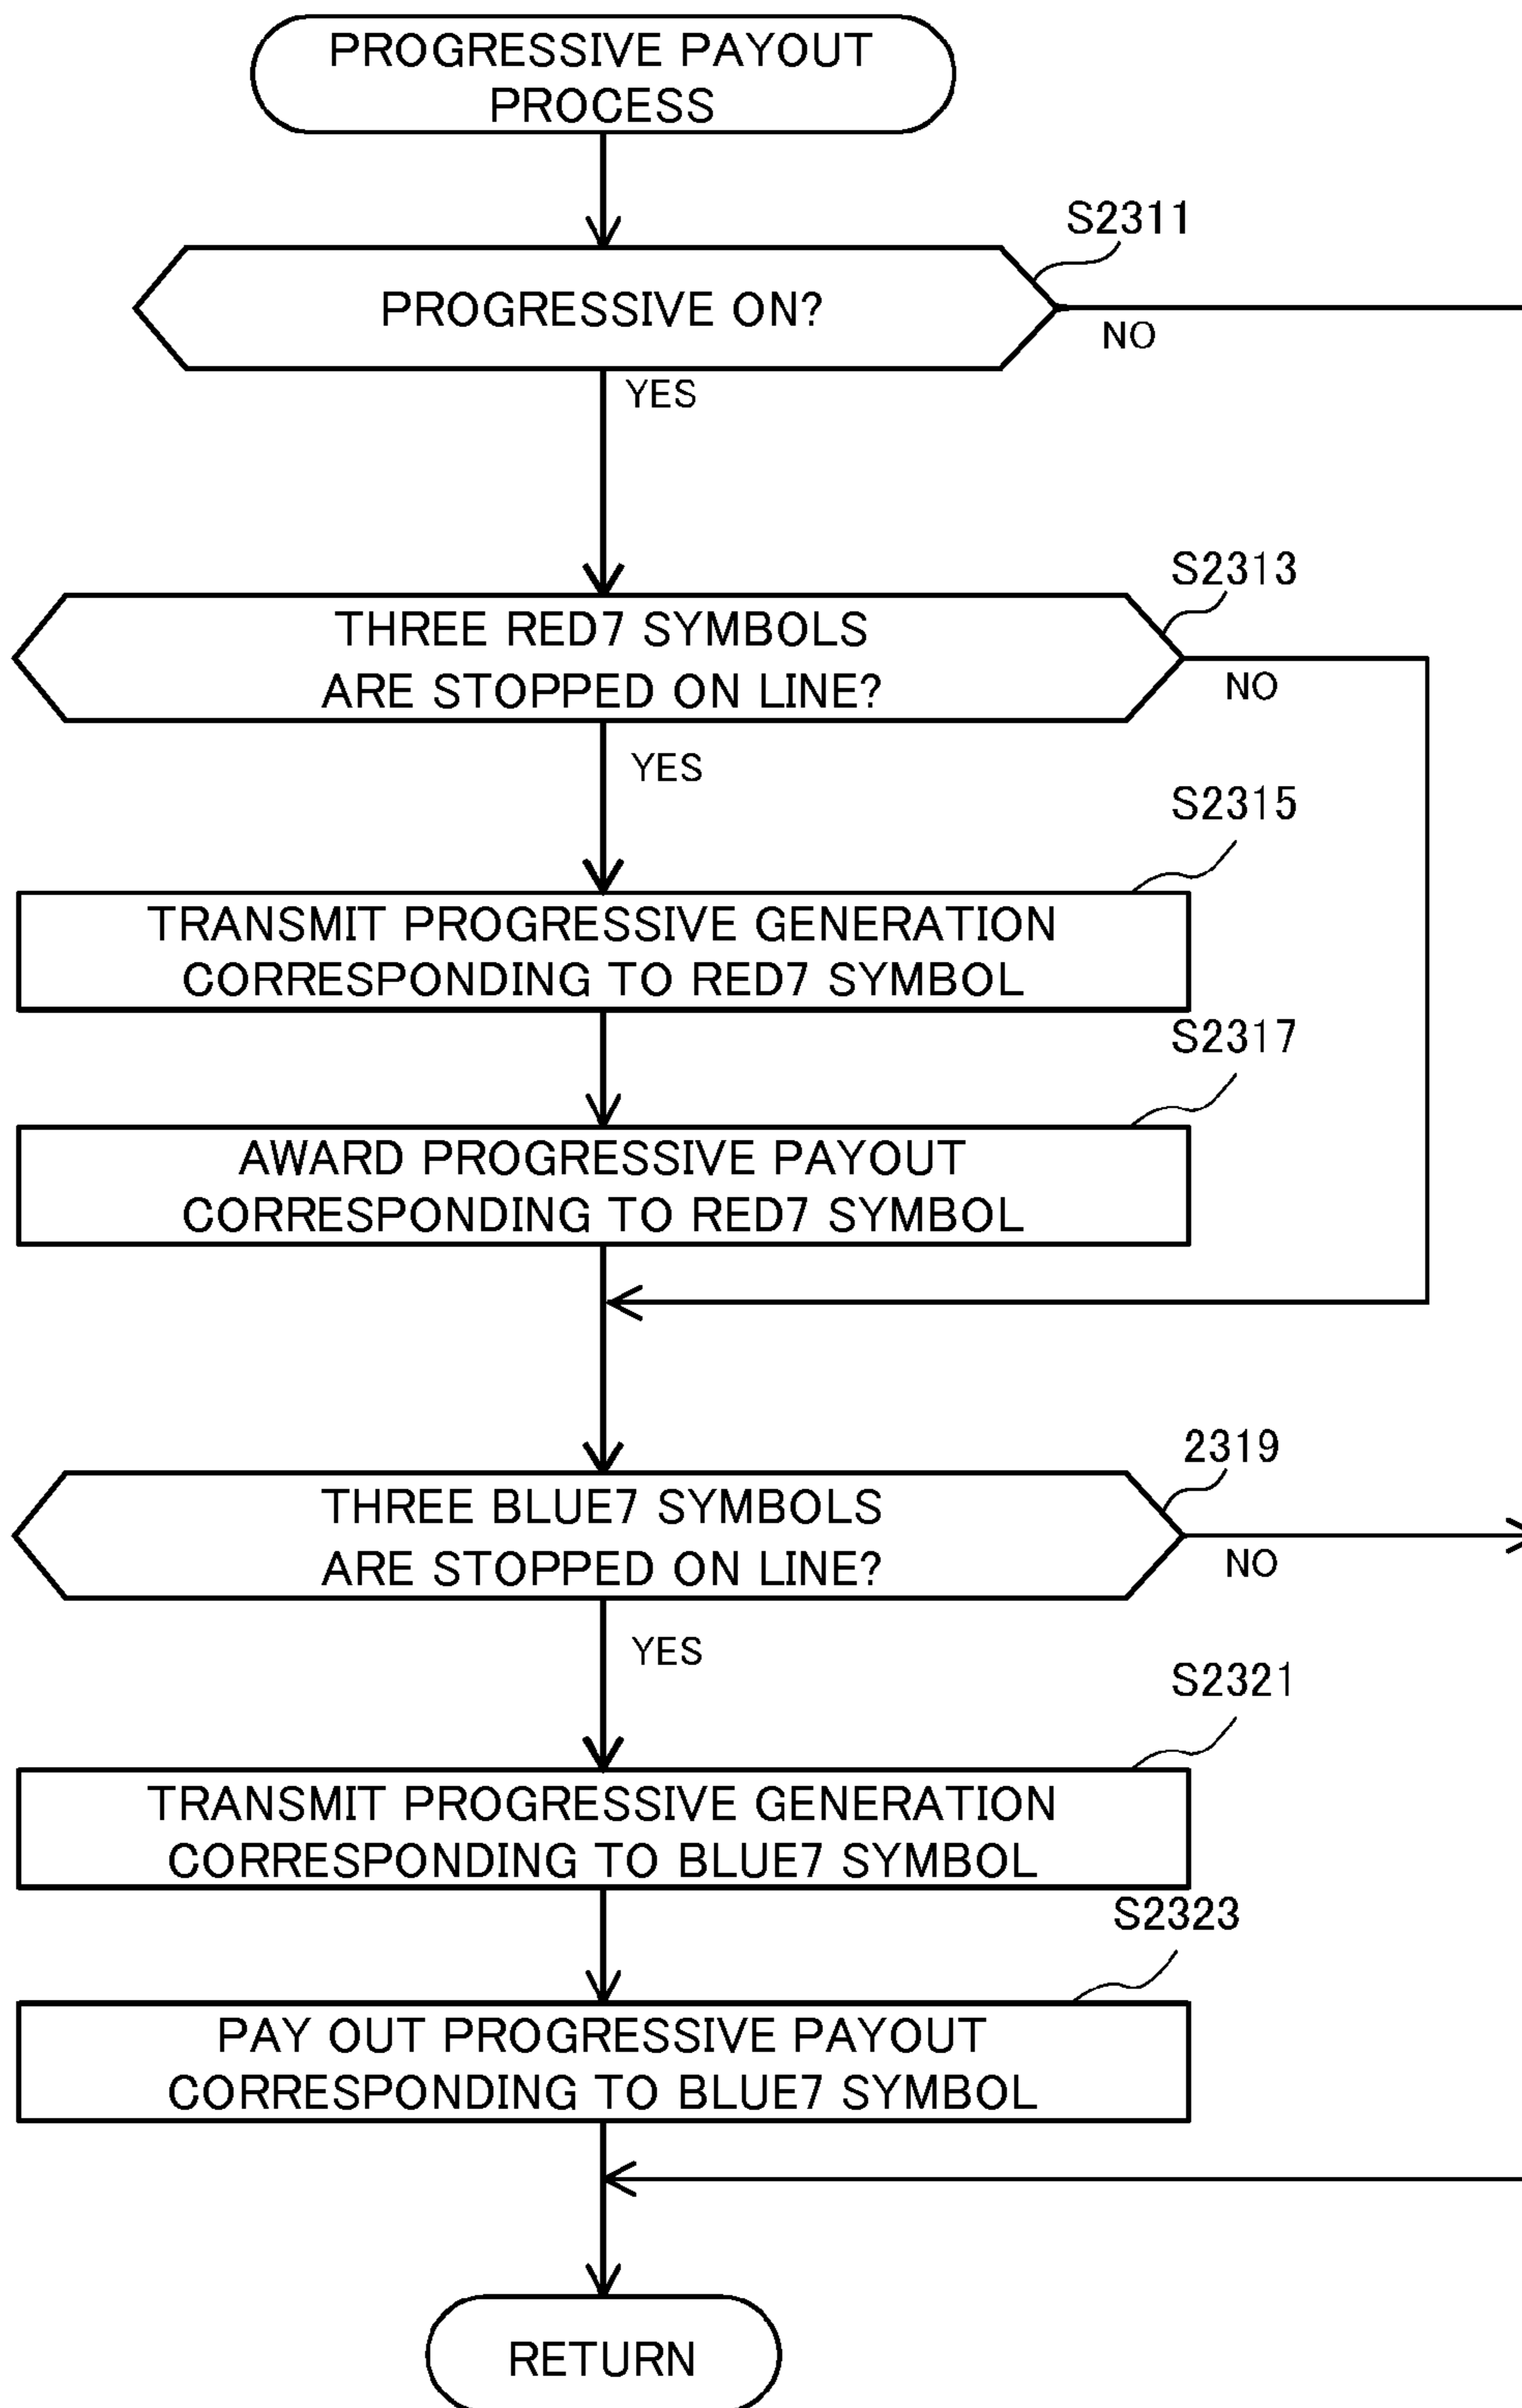 PROGRESSIVE PAYOUT
PROCESS
S2311
PROGRESSIVE ON?
NO
YES
S2313
THREE RED7 SYMBOLS
ARE STOPPED ON LINE?
NO
YES
S2315
TRANSMIT PROGRESSIVE GENERATION
CORRESPONDING TO RED7 SYMBOL
S2317
AWARD PROGRESSIVE PAYOUT
CORRESPONDING TO RED7 SYMBOL
2319
THREE BLUE7 SYMBOLS
ARE STOPPED ON LINE?
NO
YES
S2321
TRANSMIT PROGRESSIVE GENERATION
CORRESPONDING TO BLUE7 SYMBOL
S2323
PAY OUT PROGRESSIVE PAYOUT
CORRESPONDING TO BLUE7 SYMBOL
RETURN